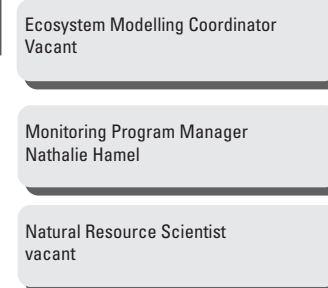 Ecosystem Modelling Coordinator
Vacant
Monitoring Program Manager
Nathalie Hamel
Natural Resource Scientist
vacant